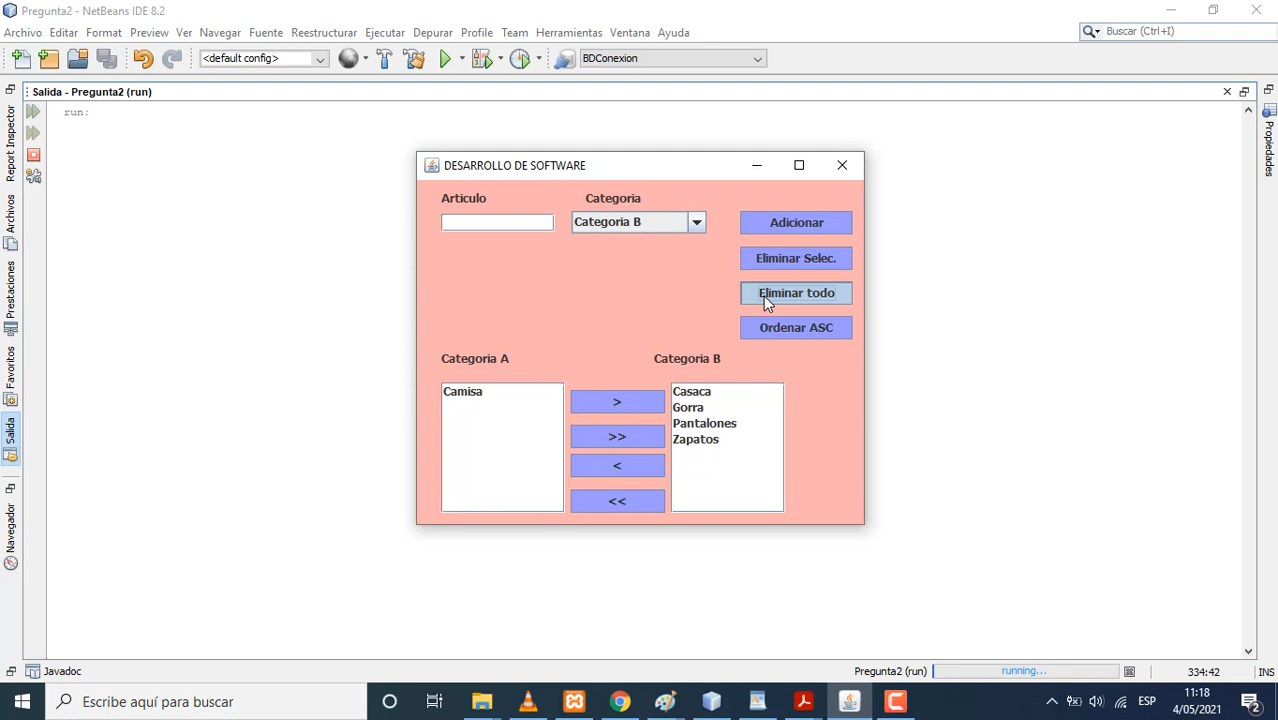 Pregunta2 - NetBeans IDE 8.2
Archivo Editar Format Preview Ver Navegar Fuente Reestructurar Ejecutar Depurar Profile Team Herramientas Ventana Ayuda
Buscar (Ctrl+I)
<default config>
BDConexion
Salida - Pregunta2 (run)
run:
Report Inspector
Archivos
Prestaciones
Favoritos
Salida
Navegador
Propiedades
DESARROLLO DE SOFTWARE
Articulo
Categoria
Categoria B
Adicionar
Eliminar Selec.
Eliminar todo
Ordenar ASC
Categoria A
Categoria B
Camisa
>
>>
<
<<
Casaca
Gorra
Pantalones
Zapatos
Javadoc
Pregunta2 (run)
running...
334:42
INS
Escribe aquí para buscar
ESP
11:18
4/05/2021
2